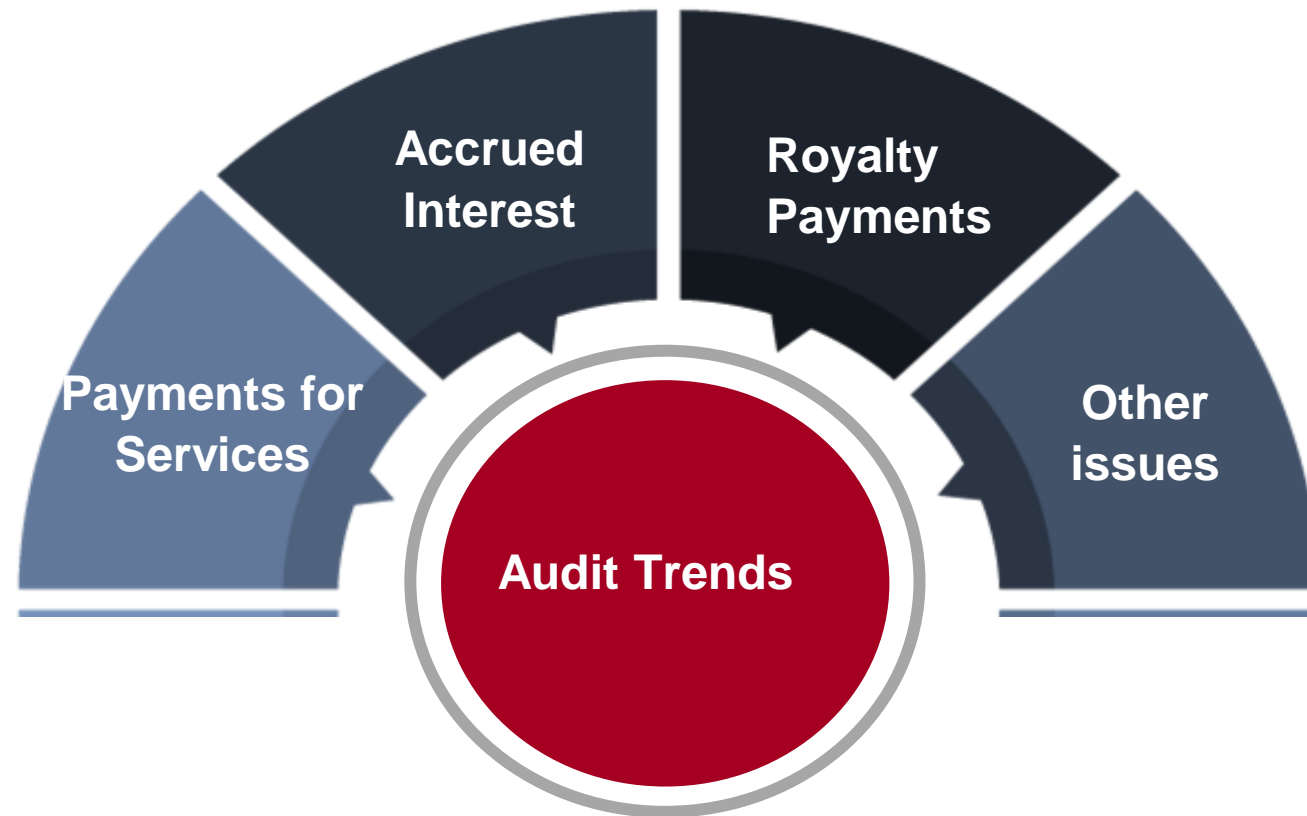 Accrued
Interest
Royalty
Payments
Payments for
Services
Other
issues
Audit Trends